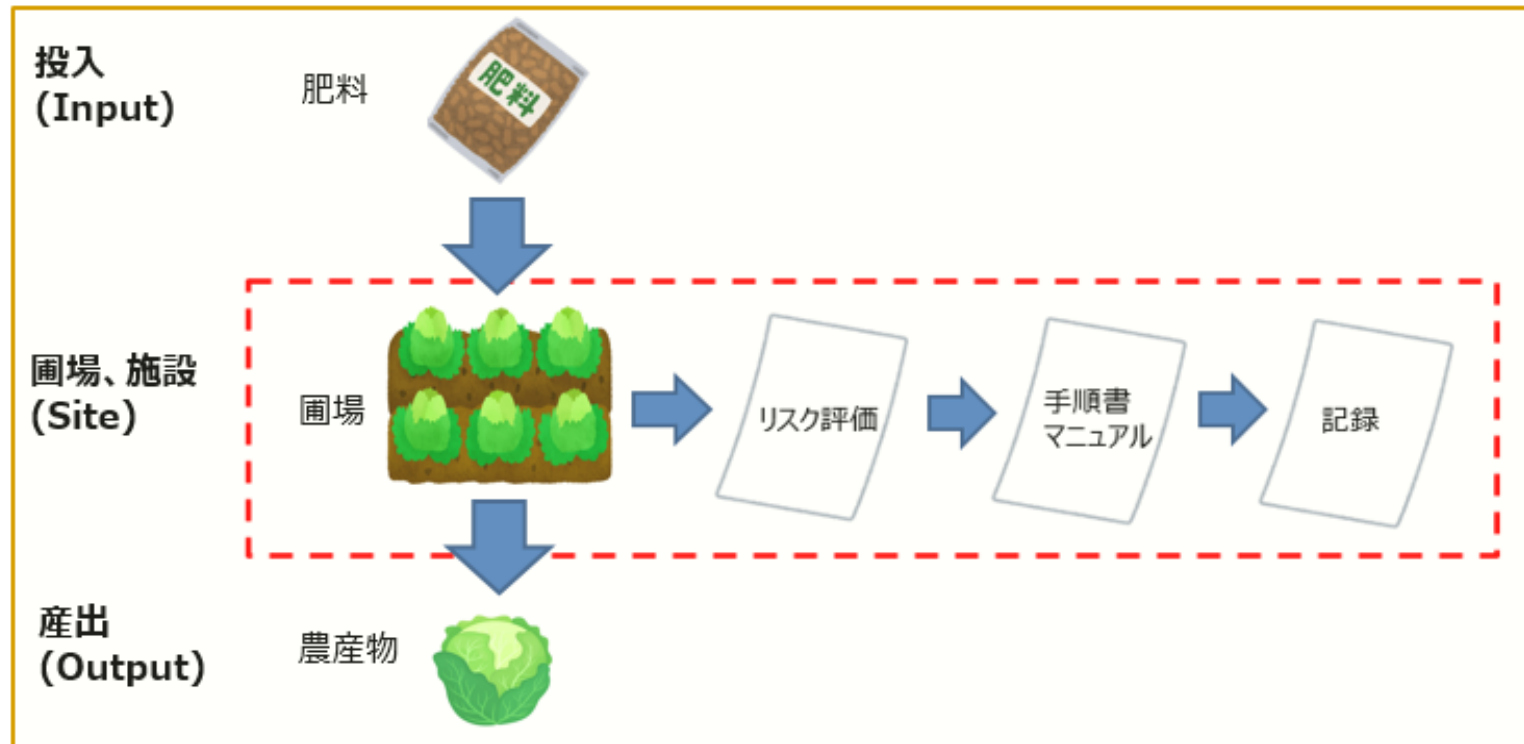 投入
(Input)
肥料
肥料
圃場、施設
(Site)
圃場
リスク評価
手順書
マニュアル
記録
産出
(Output)
農産物